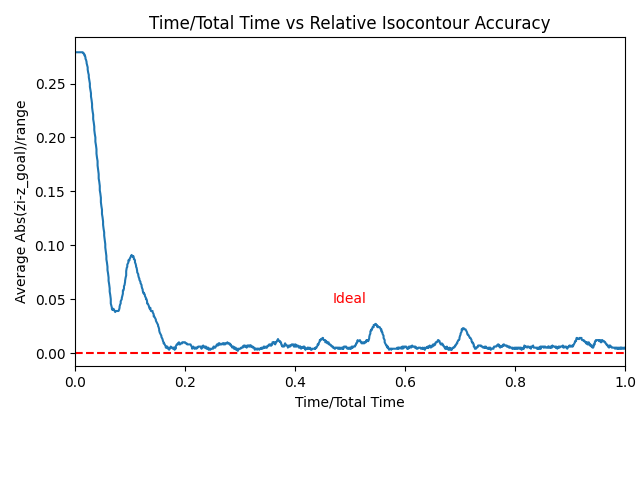 Time/Total Time vs Relative Isocontour Accuracy
Average Abs(zi-z_goal)/range
0.25
0.20
0.15
0.10
0.05
0.00
Ideal
0.0 0.2 0.4 0.6 0.8 1.0
Time/Total Time